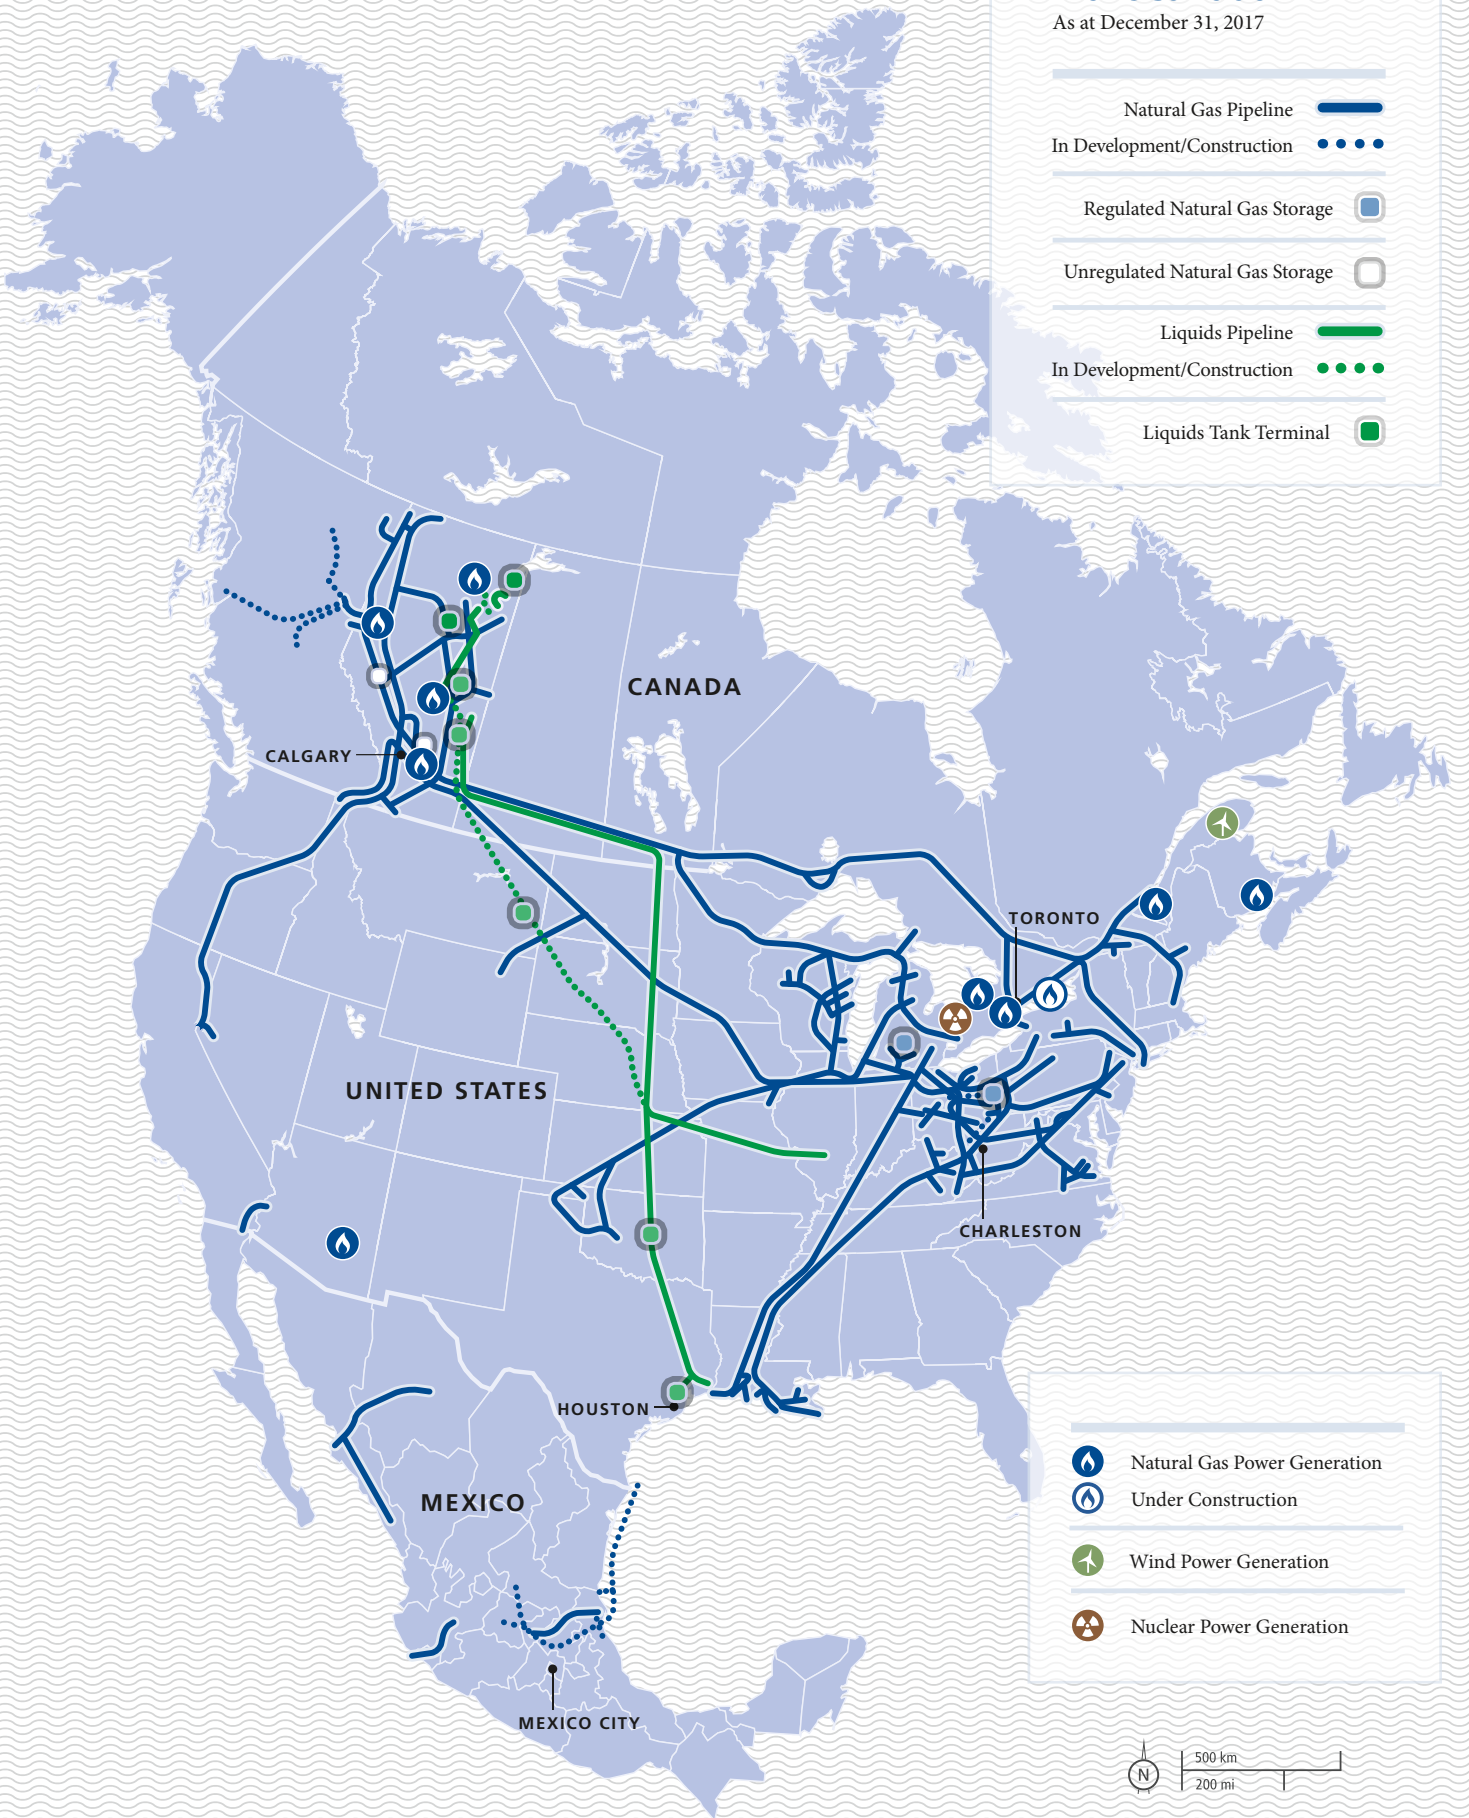 As at December 31, 2017
Natural Gas Pipeline
In Development/Construction
Regulated Natural Gas Storage
Unregulated Natural Gas Storage
Liquids Pipeline
In Development/Construction
Liquids Tank Terminal
CANADA
CALGARY
TORONTO
UNITED STATES
CHARLESTON
HOUSTON
MEXICO
MEXICO CITY
Natural Gas Power Generation
Under Construction
Wind Power Generation
Nuclear Power Generation
N
500 km
200 mi